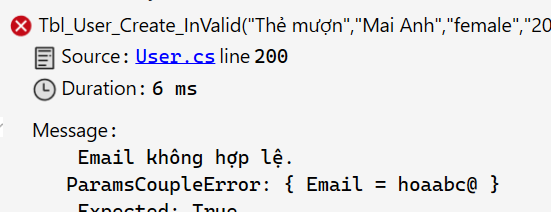 Tbl_User_Create_InValid("Thẻ mượn","Mai Anh","female","20
Source: User.cs line 200
Duration: 6 ms
Message:
Email không hợp lệ.
ParamsCoupleError: { Email = hoaabc@ }
Expected: True